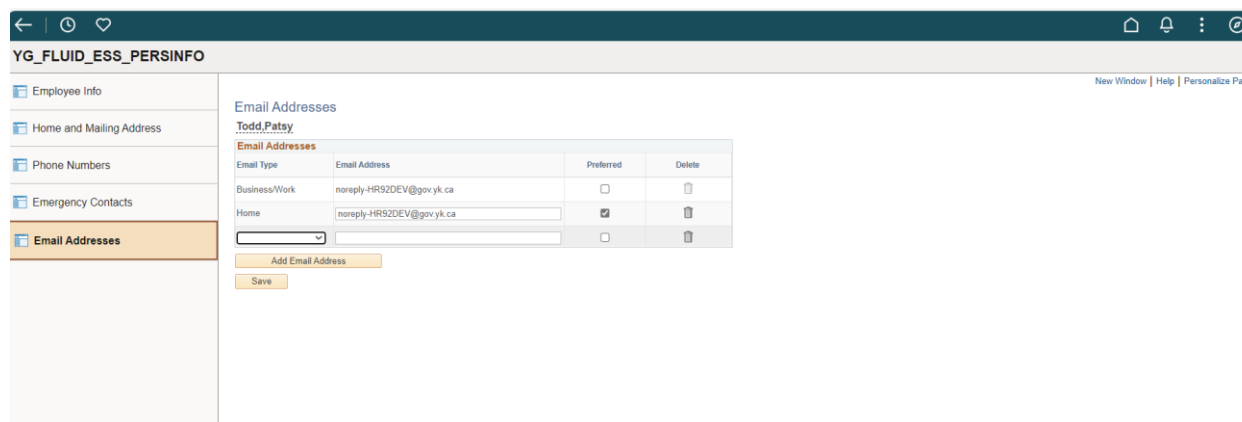 YG_FLUID_ESS_PERSINFO
New Window | Help | Personalize Pa
Employee Info
Home and Mailing Address
Phone Numbers
Emergency Contacts
Email Addresses
Email Addresses
Todd,Patsy
Email Addresses
Email Type Email Address Preferred Delete
Business/Work noreply-HR92DEV@gov.yk.ca
Home noreply-HR92DEV@gov.yk.ca
Add Email Address
Save